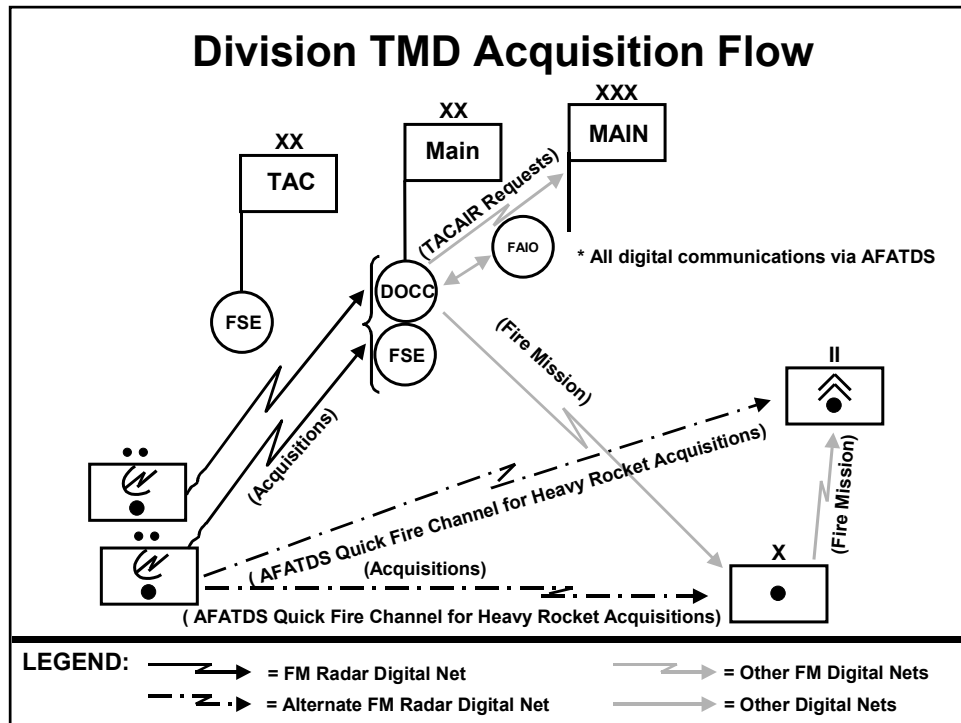 Division TMD Acquisition Flow
XXX
MAIN
XX
Main
XX
TAC
(TACAIR Requests)
FAIO
* All digital communications via AFATDS
DOCC
FSE
FSE
(Fire Mission)
II
(Acquisitions)
( AFATDS Quick Fire Channel for Heavy Rocket Acquisitions)
(Fire Mission)
X
(Acquisitions)
( AFATDS Quick Fire Channel for Heavy Rocket Acquisitions)
LEGEND:
= FM Radar Digital Net
= Other FM Digital Nets
= Alternate FM Radar Digital Net
= Other Digital Nets